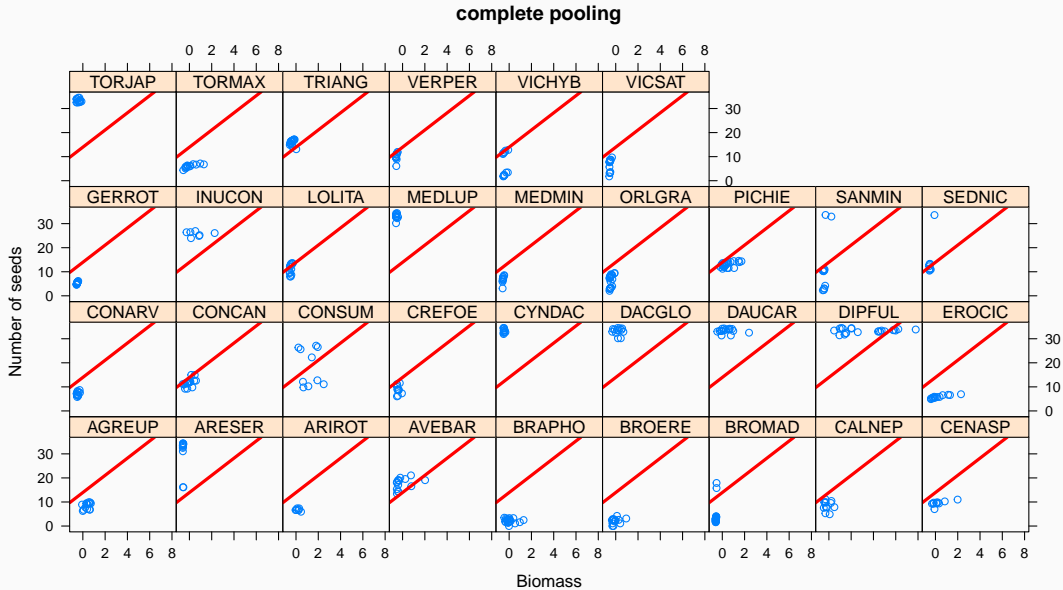 complete pooling
0 2 4 6 8 0 2 4 6 8 0 2 4 6 8
TORJAP TORMAX TRIANG VERPER VICHYB VICSAT
30
20
10
0
GERROT INUCON LOLITA MEDLUP MEDMIN ORLGRA PICHIE SANMIN SEDNIC
30
20
10
0
Number of seeds
CONARV CONCAN CONSUM CREFOE CYNDAC DACGLO DAUCAR DIPFUL EROCIC
30
20
10
0
AGREUP ARESER ARIROT AVEBAR BRAPHO BROERE BROMAD CALNEP CENASP
30
20
10
0
0 2 4 6 8 0 2 4 6 8 0 2 4 6 8 0 2 4 6 8 0 2 4 6 8
Biomass